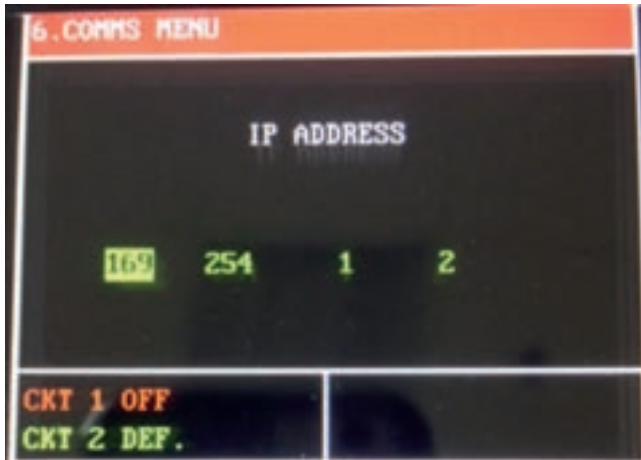 6.COMMS MENU
IP ADDRESS
169 254 1 2
CKT 1 OFF
CKT 2 DEF.